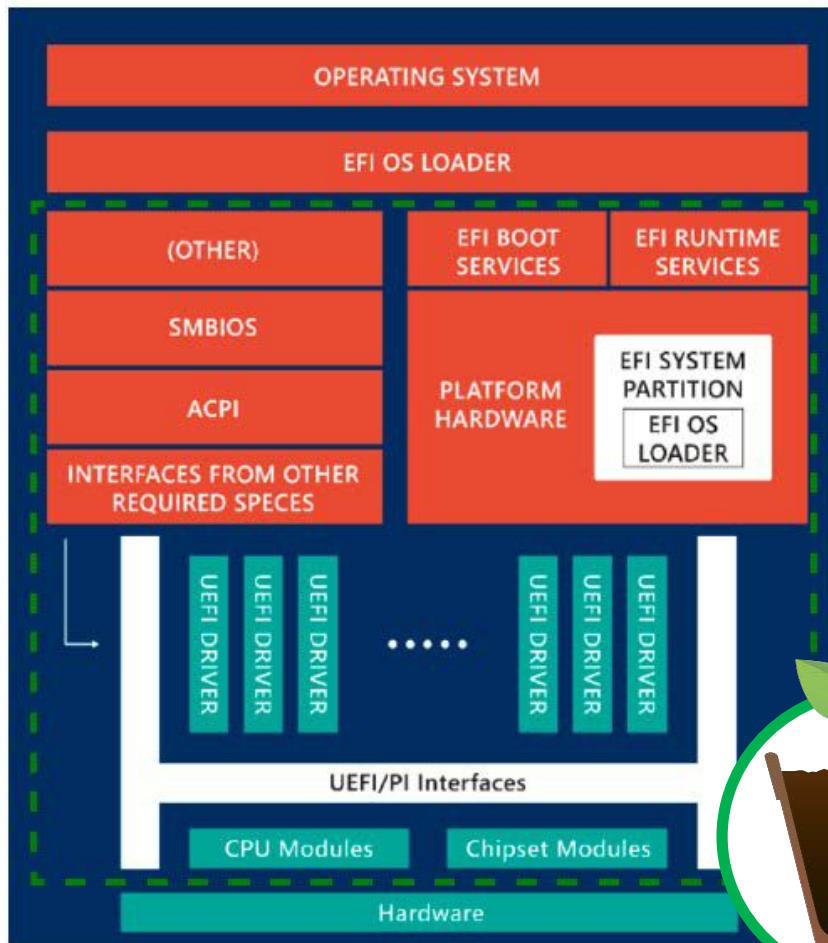 OPERATING SYSTEM
EFI OS LOADER
(OTHER)
SMBIOS
ACPI
INTERFACES FROM OTHER
REQUIRED SPECES
EFI BOOT
SERVICES
EFI RUNTIME
SERVICES
PLATFORM
HARDWARE
EFI SYSTEM
PARTITION
EFI OS
LOADER
UEFI DRIVER
UEFI DRIVER
UEFI DRIVER
.....
UEFI DRIVER
UEFI DRIVER
UEFI DRIVER
UEFI/PI Interfaces
CPU Modules
Chipset Modules
Hardware